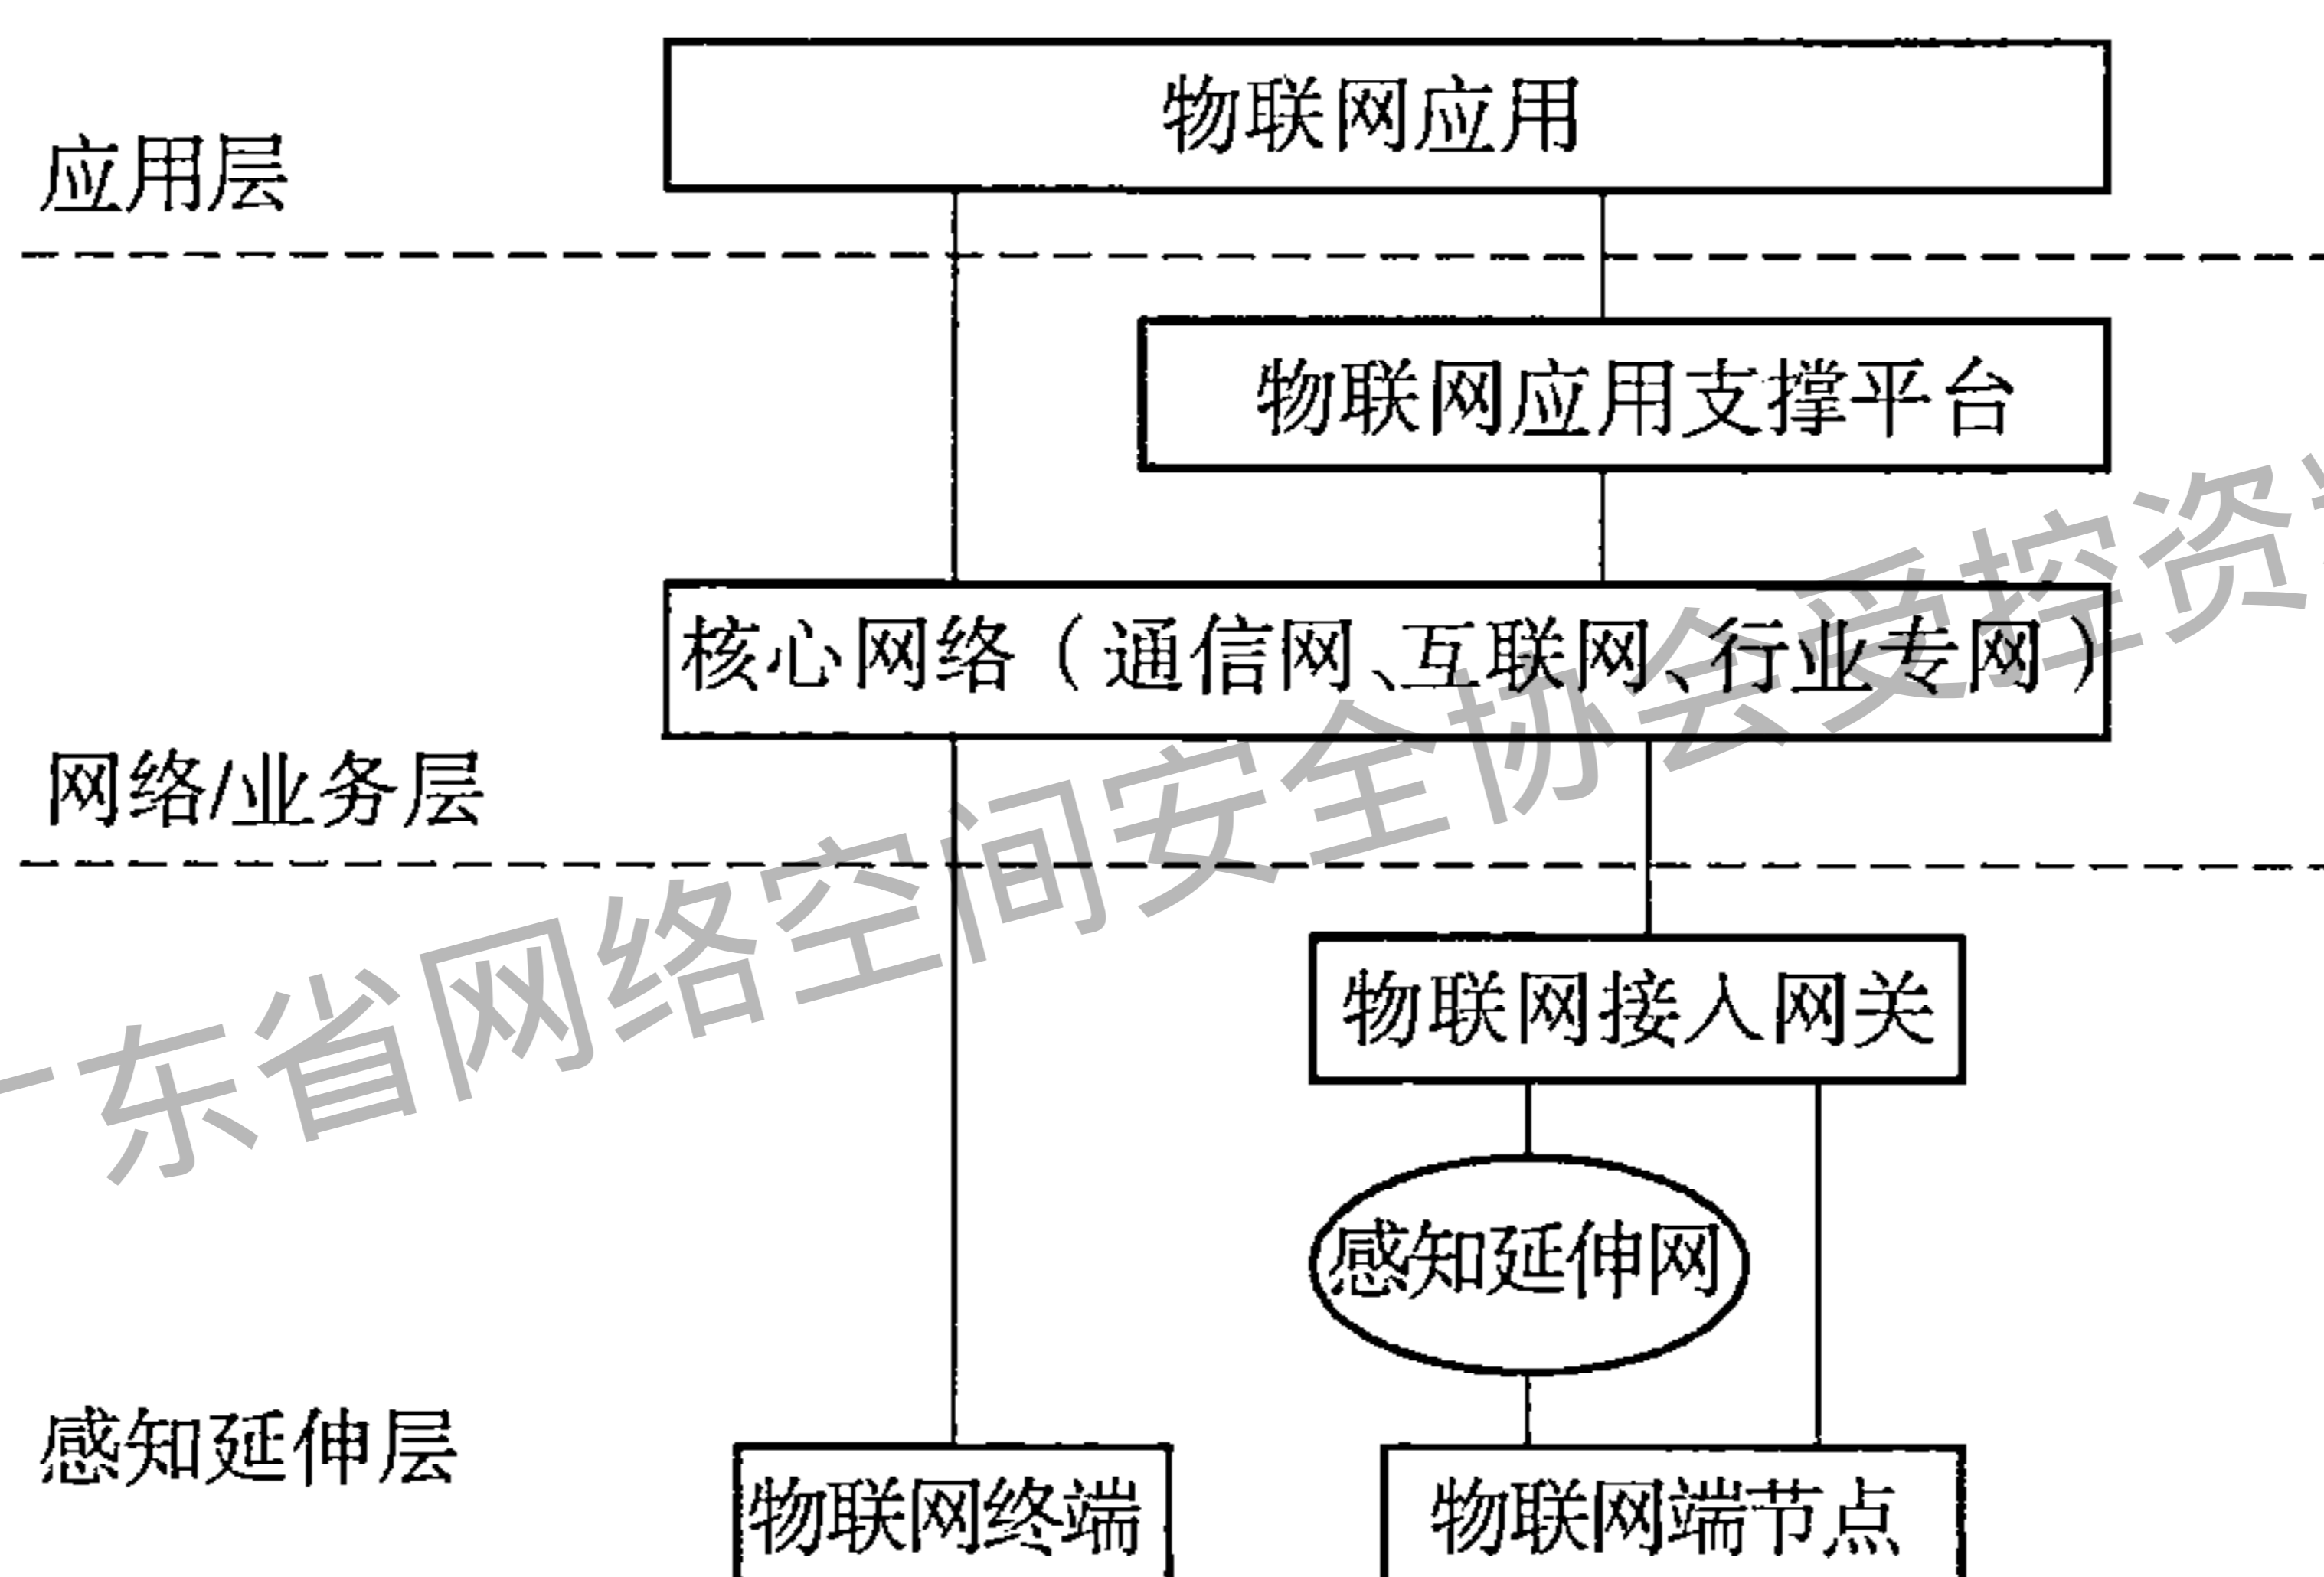 物联网应用
应用层
物联网应用支撑平台
核心网络（通信网、互联网、行业专网）
网络/业务层
物联网接入网关
感知延伸网
感知延伸层
物联网终端
物联网端节点
东省网络空间安全协会受控资